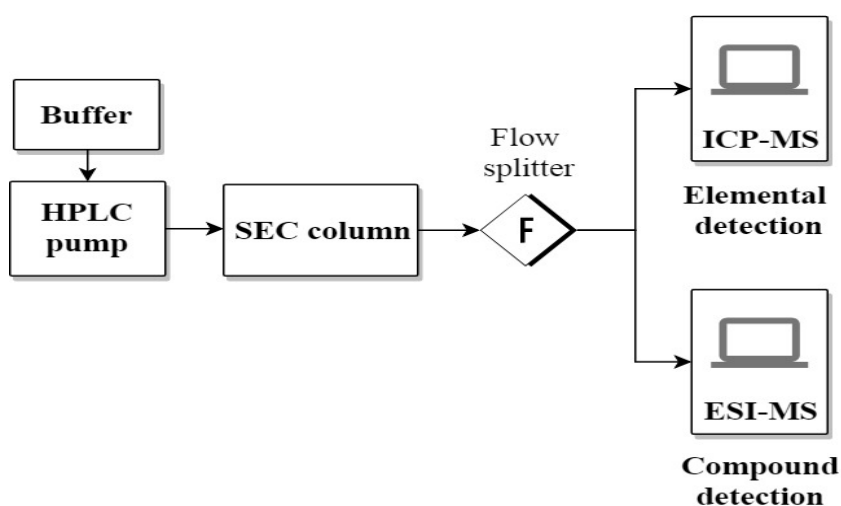 Buffer
HPLC
pump
SEC column
Flow
splitter
F
ICP-MS
Elemental
detection
ESI-MS
Compound
detection